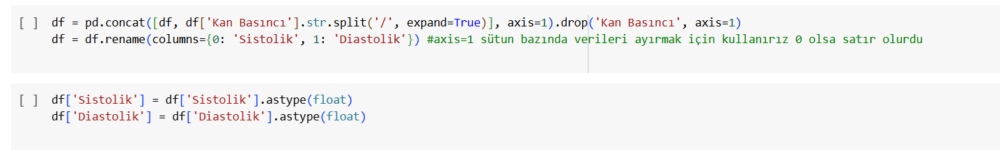 [ ] df = pd.concat([df, df['Kan Basıncı'].str.split('/', expand=True)], axis=1).drop('Kan Basıncı', axis=1)
df = df.rename(columns={0: 'Sistolik', 1: 'Diastolik'}) #axis=1 sütun bazında verileri ayırmak için kullanırız 0 olsa satır olurdu
[ ] df['Sistolik'] = df['Sistolik'].astype(float)
df['Diastolik'] = df['Diastolik'].astype(float)